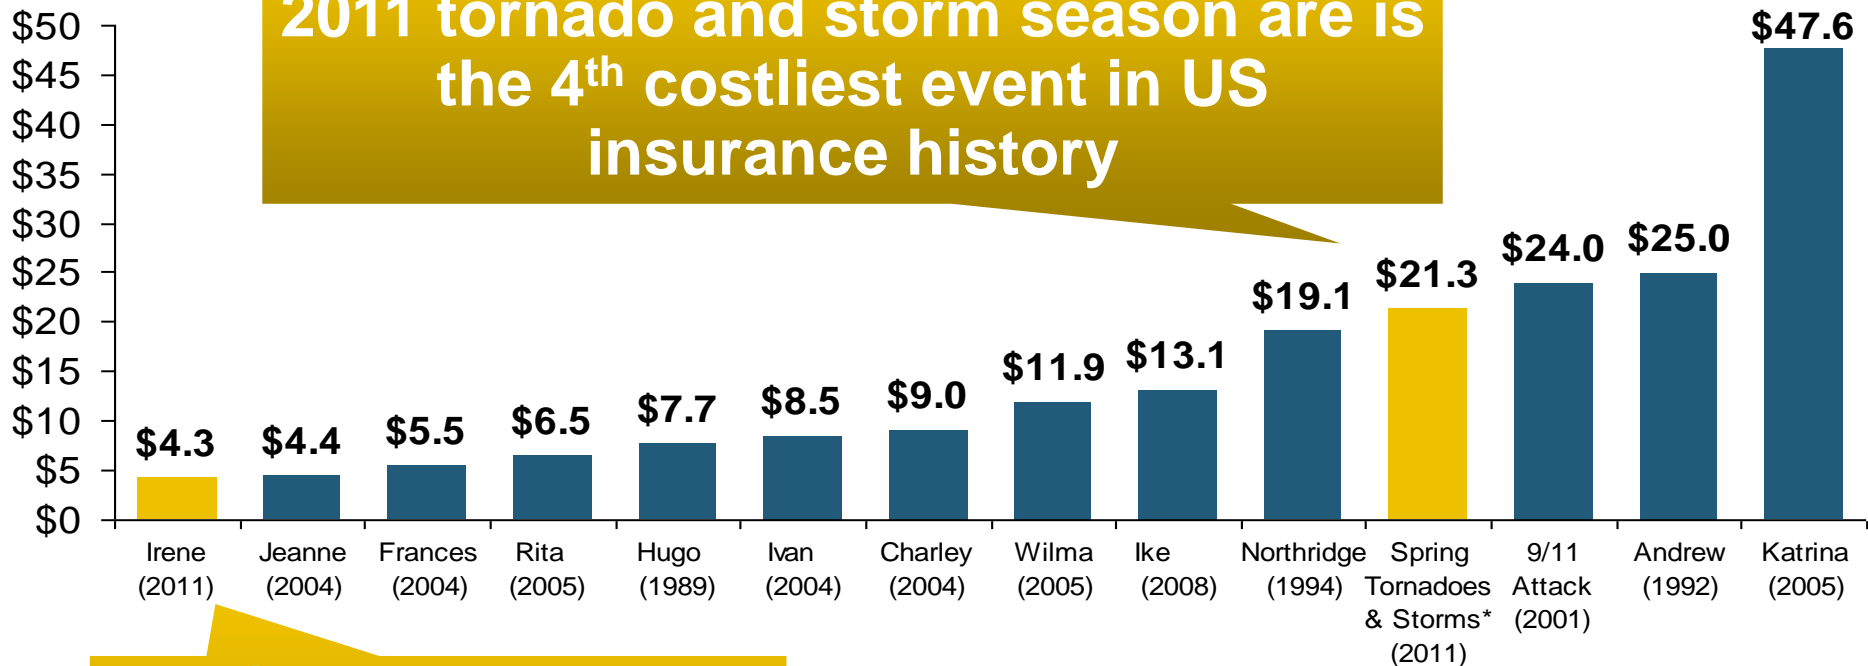 2011 tornado and storm season are is
the 4th costliest event in US
insurance history
$50
$45
$40
$35
$30
$25
$20
$15
$10
$5
$0
$4.3
$4.4
$5.5
$6.5
$7.7
$8.5
$9.0
$11.9
$13.1
$19.1
$21.3
$24.0
$25.0
$47.6
Irene
(2011)
Jeanne
(2004)
Frances
(2004)
Rita
(2005)
Hugo
(1989)
Ivan
(2004)
Charley
(2004)
Wilma
(2005)
Ike
(2008)
Northridge
(1994)
Spring
Tornadoes
& Storms*
(2011)
9/11
Attack
(2001)
Andrew
(1992)
Katrina
(2005)